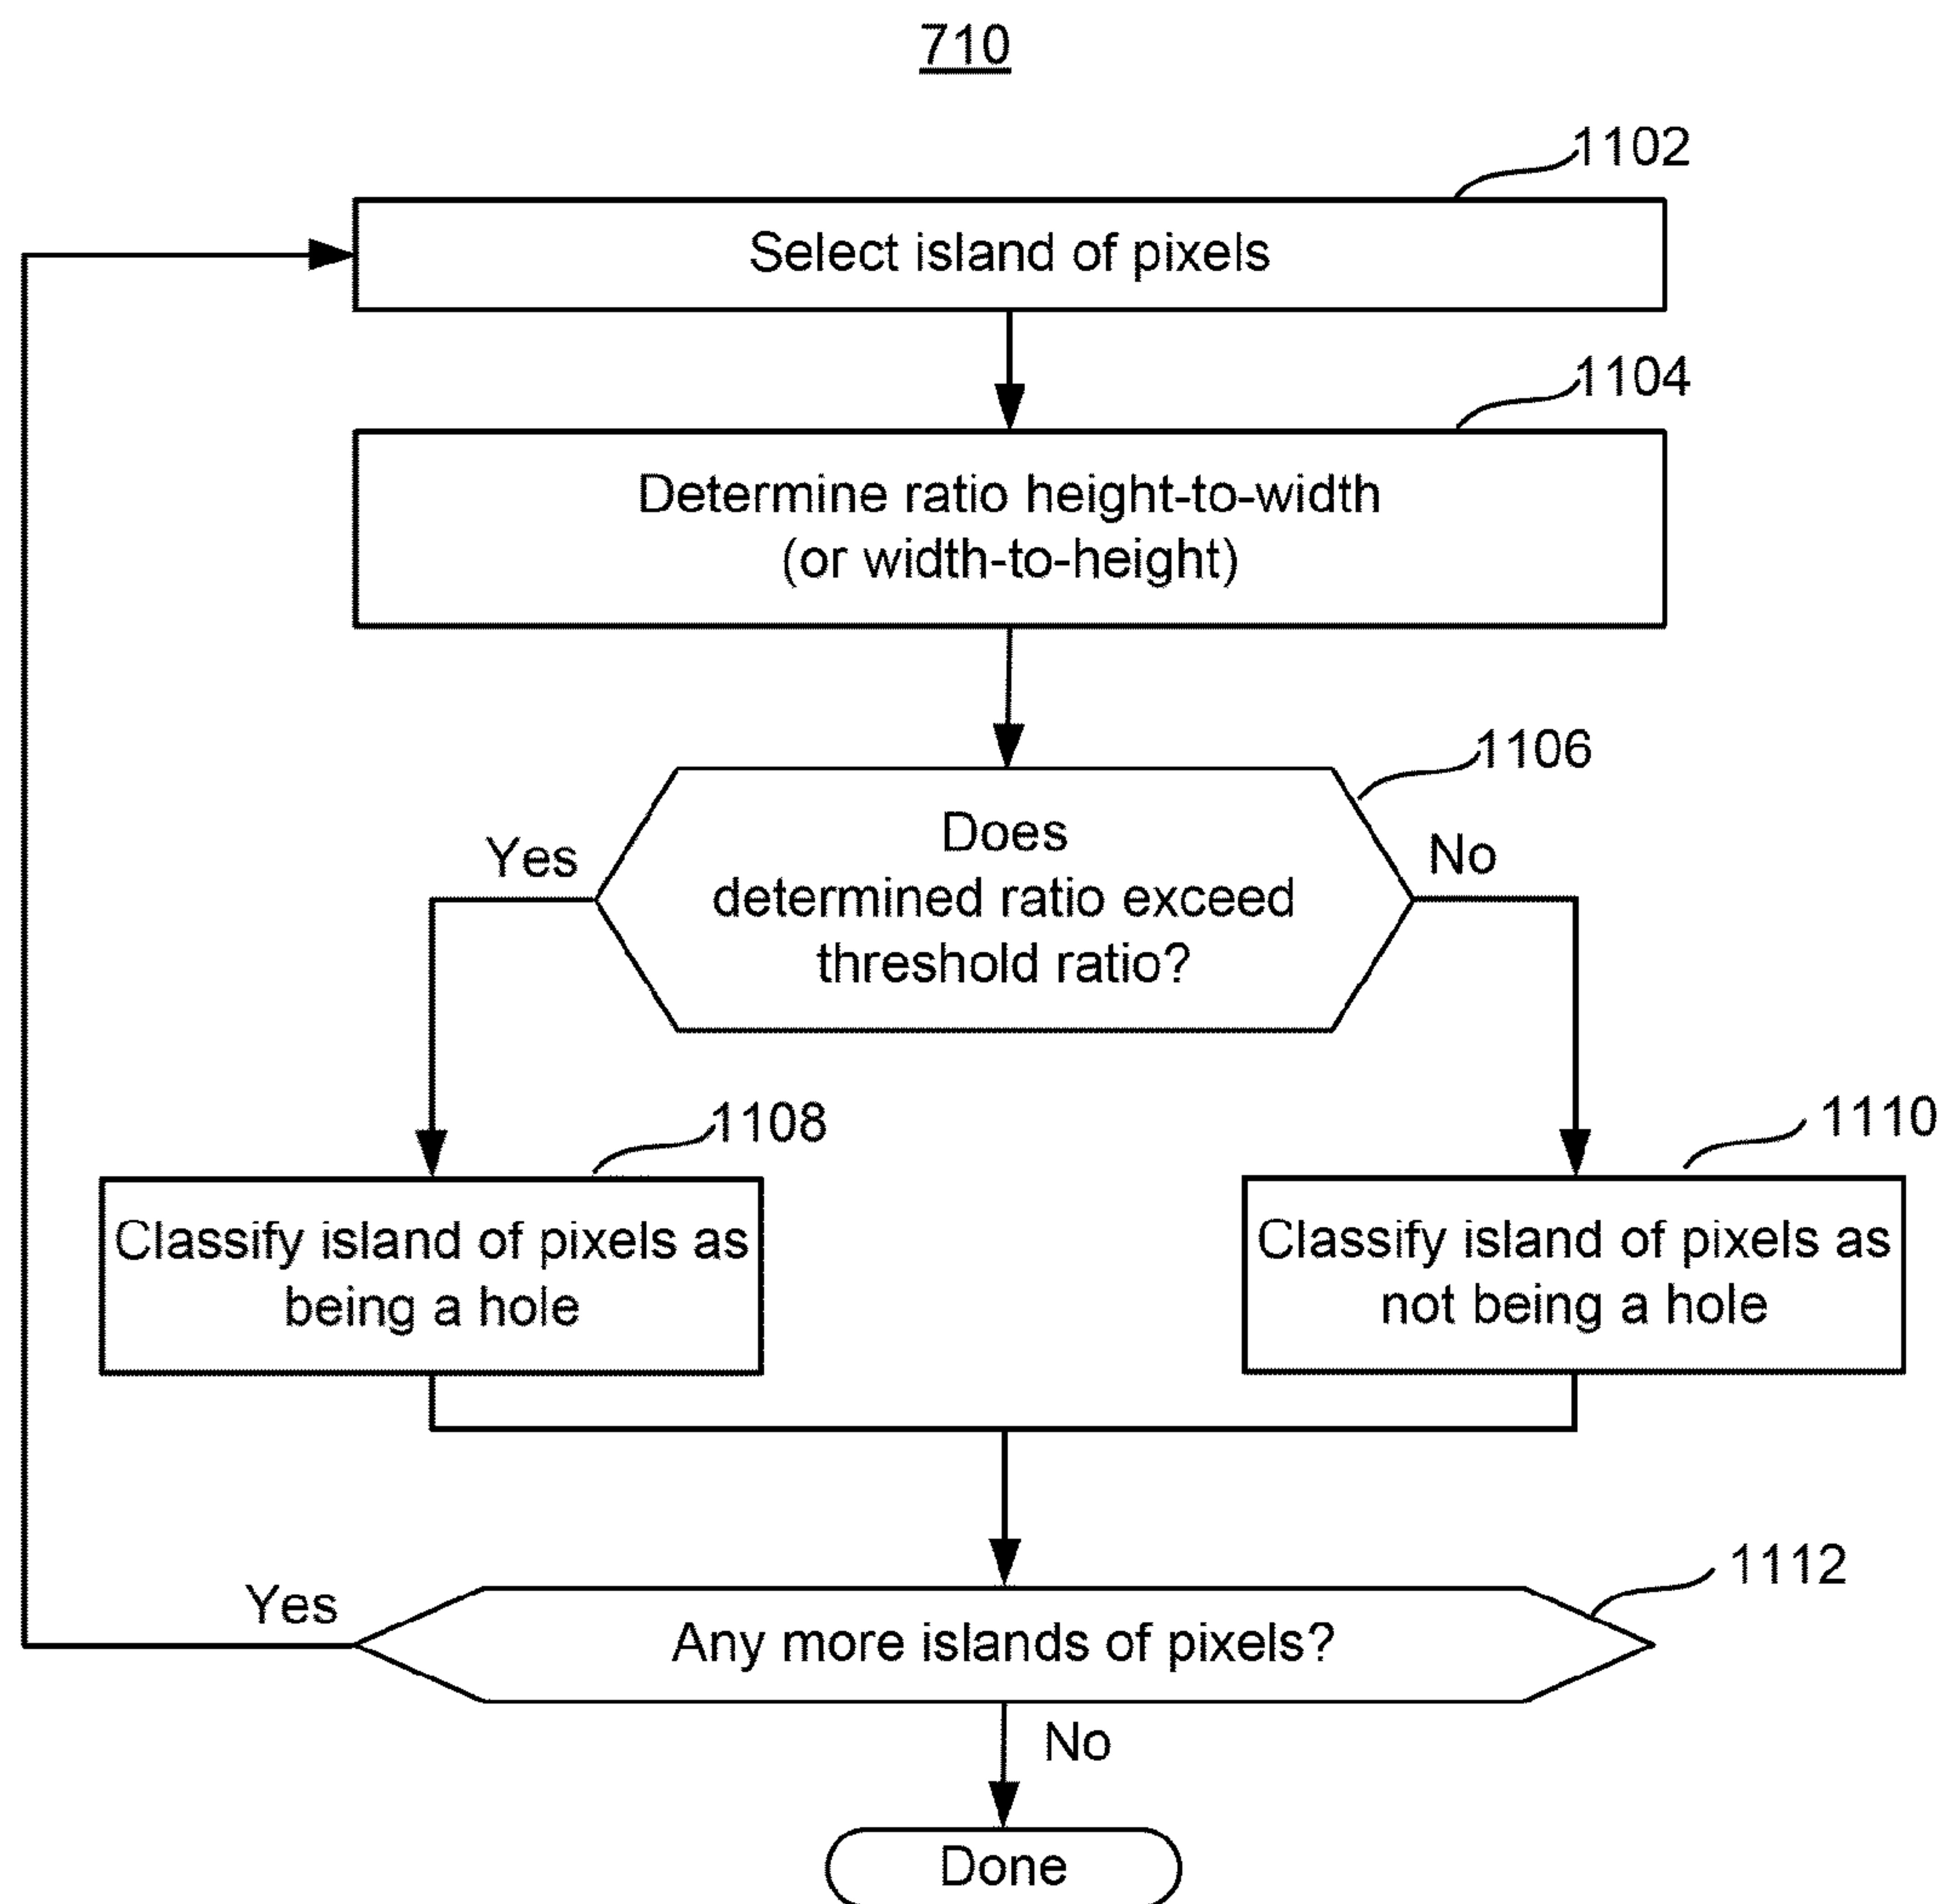 710
1102
Select island of pixels
1104
Determine ratio height-to-width
(or width-to-height)
1106
Does
determined ratio exceed
threshold ratio?
Yes
No
1108
1110
Classify island of pixels as
being a hole
Classify island of pixels as
not being a hole
1112
Yes
Any more islands of pixels?
No
Done